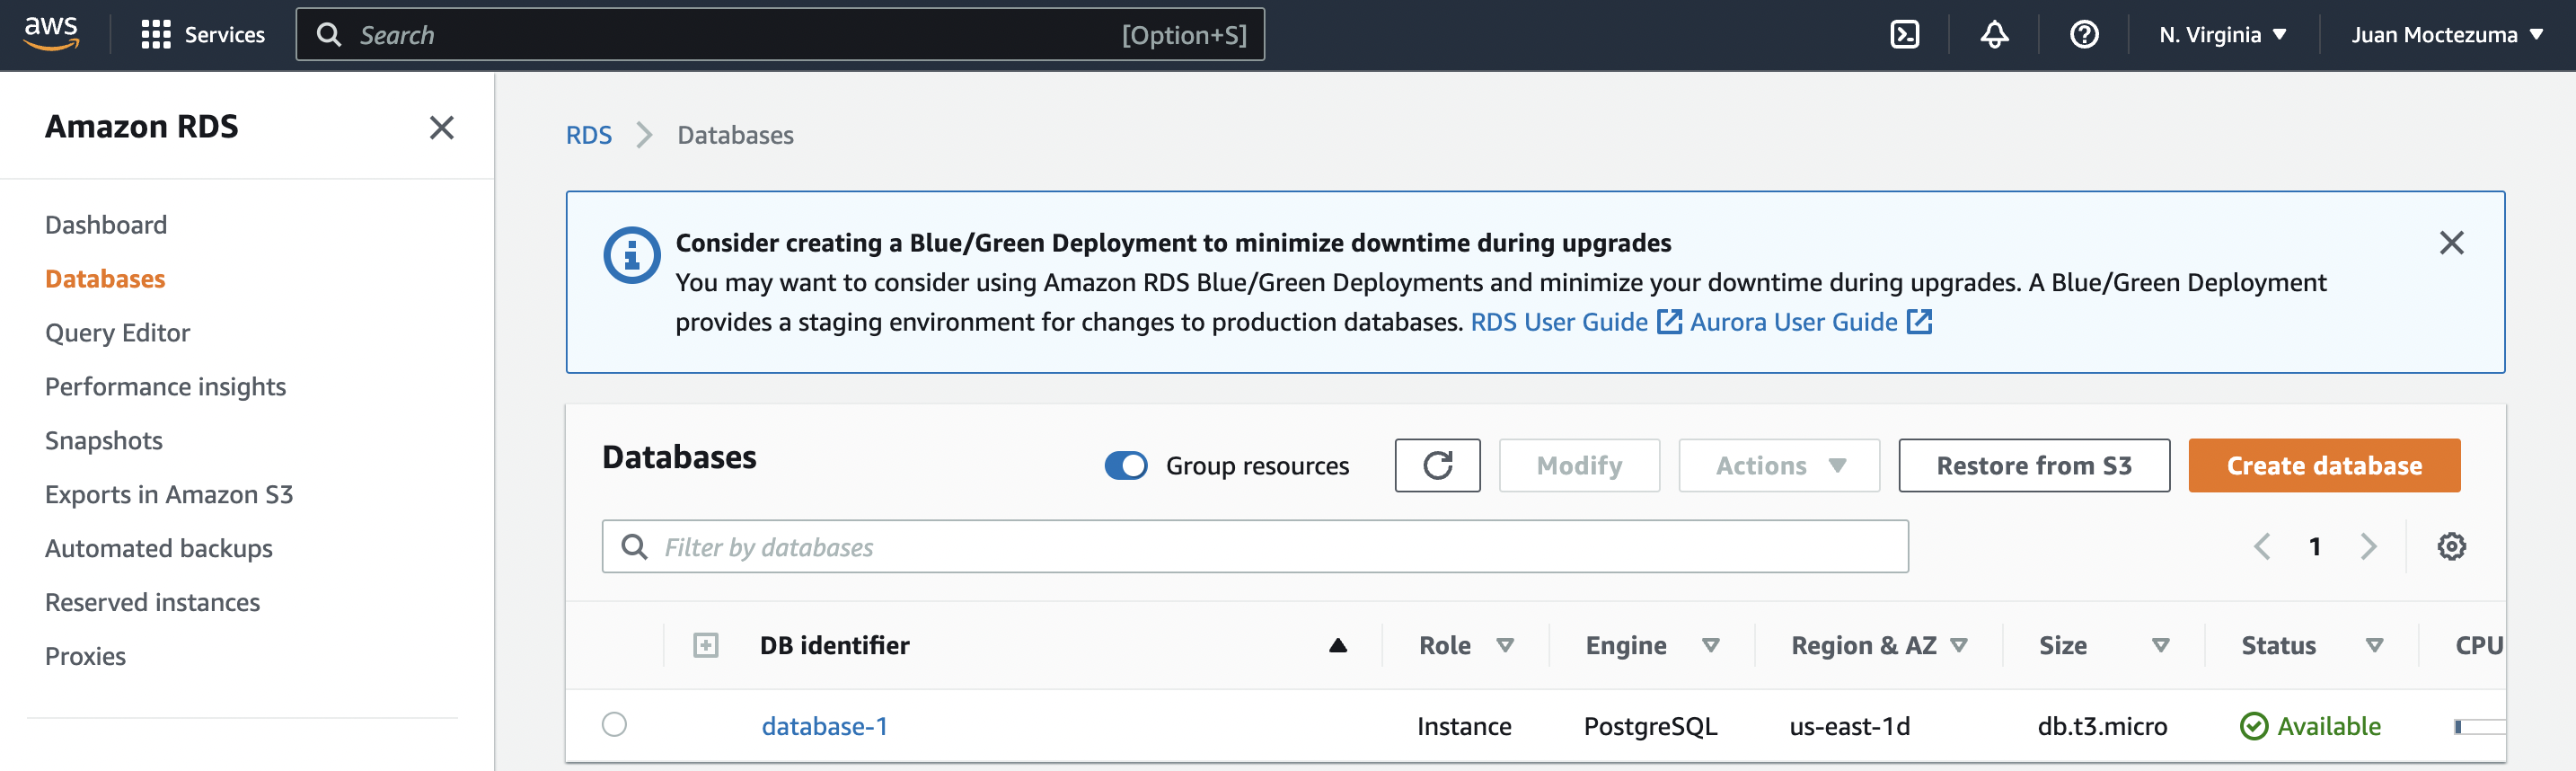 aws Services Search [Option+S] N. Virginia Juan Moctezuma
Amazon RDS
Dashboard
Databases
Query Editor
Performance insights
Snapshots
Exports in Amazon S3
Automated backups
Reserved instances
Proxies
RDS Databases
Consider creating a Blue/Green Deployment to minimize downtime during upgrades
You may want to consider using Amazon RDS Blue/Green Deployments and minimize your downtime during upgrades. A Blue/Green Deployment
provides a staging environment for changes to production databases. RDS User Guide Aurora User Guide
Databases Group resources Modify Actions Restore from S3 Create database
Filter by databases 1
DB identifier Role Engine Region & AZ Size Status CPU
database-1 Instance PostgreSQL us-east-1d db.t3.micro Available